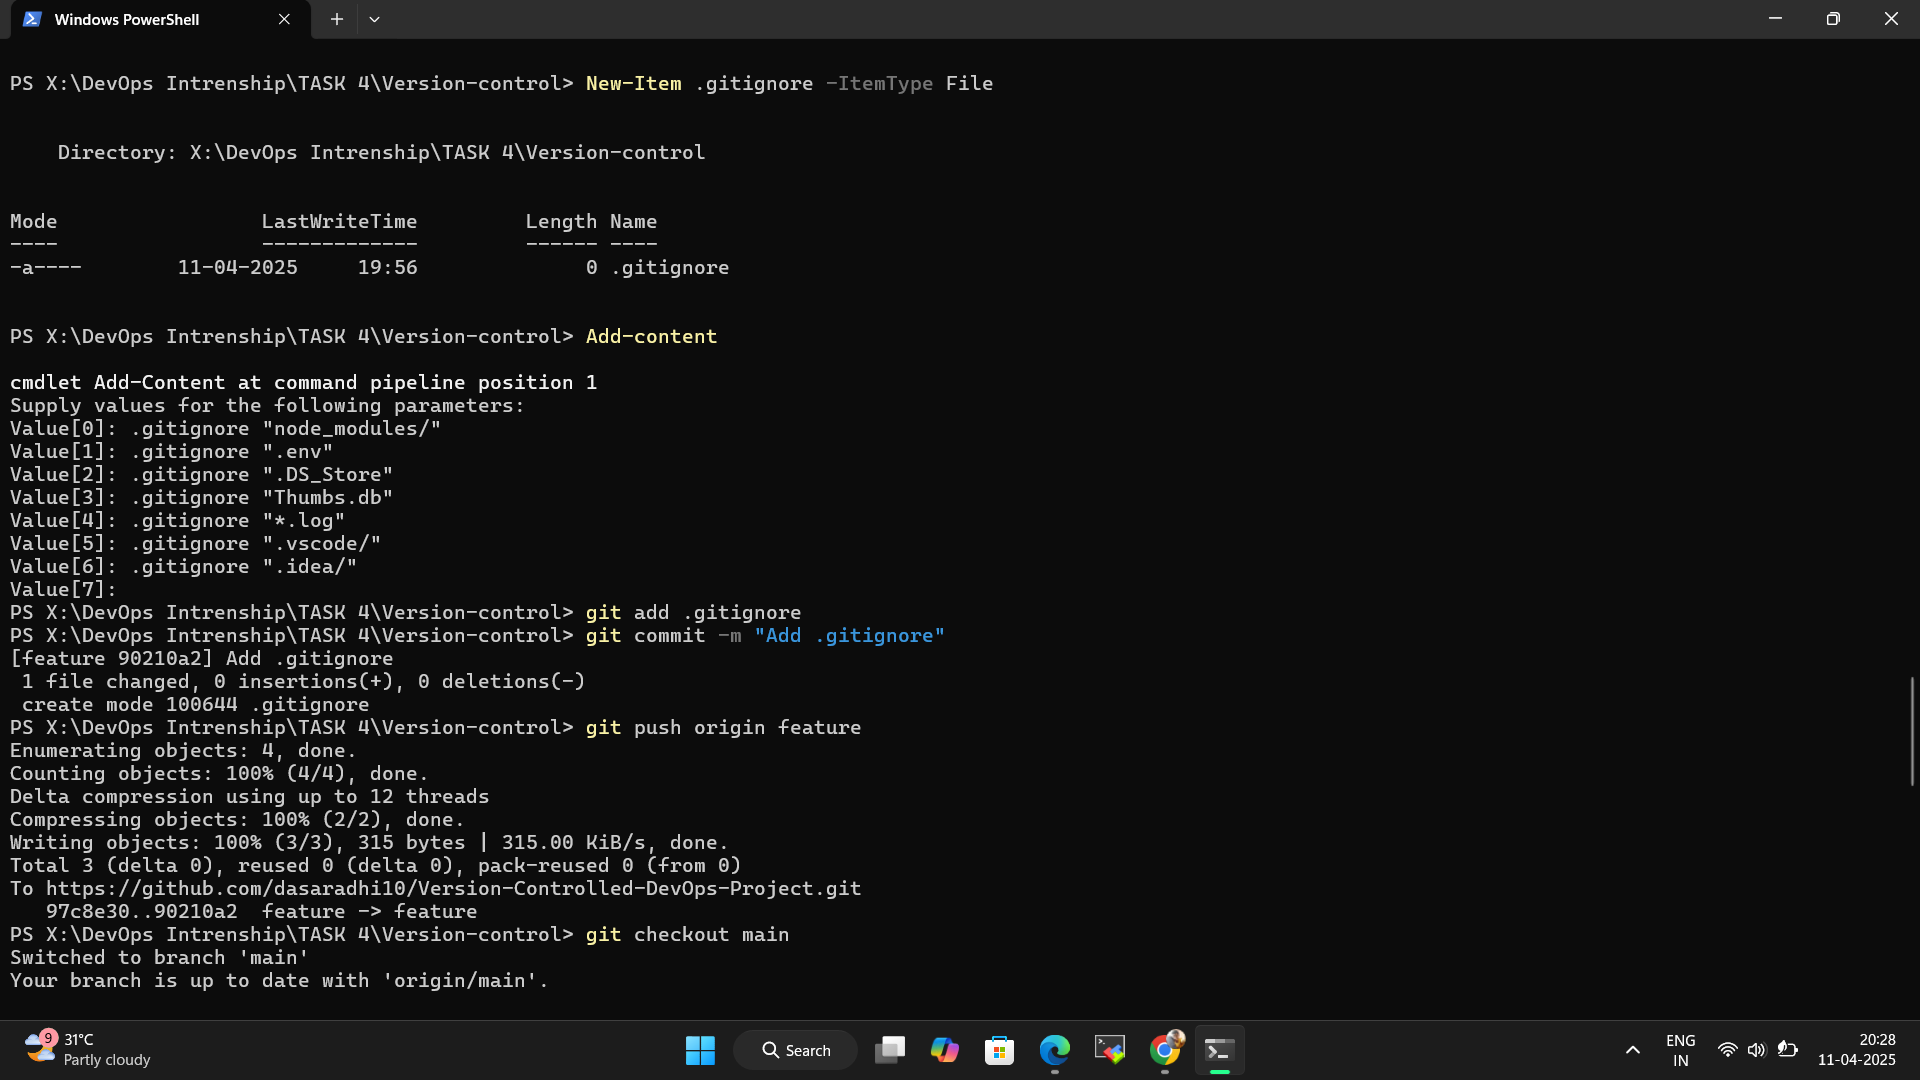 Windows PowerShell
PS X:\DevOps Intrenship\TASK 4\Version-control> New-Item .gitignore -ItemType File
Directory: X:\DevOps Intrenship\TASK 4\Version-control
Mode                 LastWriteTime         Length Name
----                 -------------         ------ ----
-a----        11-04-2025     19:56              0 .gitignore
PS X:\DevOps Intrenship\TASK 4\Version-control> Add-content
cmdlet Add-Content at command pipeline position 1
Supply values for the following parameters:
Value[0]: .gitignore "node_modules/"
Value[1]: .gitignore ".env"
Value[2]: .gitignore ".DS_Store"
Value[3]: .gitignore "Thumbs.db"
Value[4]: .gitignore "*.log"
Value[5]: .gitignore ".vscode/"
Value[6]: .gitignore ".idea/"
Value[7]:
PS X:\DevOps Intrenship\TASK 4\Version-control> git add .gitignore
PS X:\DevOps Intrenship\TASK 4\Version-control> git commit -m "Add .gitignore"
[feature 90210a2] Add .gitignore
 1 file changed, 0 insertions(+), 0 deletions(-)
 create mode 100644 .gitignore
PS X:\DevOps Intrenship\TASK 4\Version-control> git push origin feature
Enumerating objects: 4, done.
Counting objects: 100% (4/4), done.
Delta compression using up to 12 threads
Compressing objects: 100% (2/2), done.
Writing objects: 100% (3/3), 315 bytes | 315.00 KiB/s, done.
Total 3 (delta 0), reused 0 (delta 0), pack-reused 0 (from 0)
To https://github.com/dasaradhi10/Version-Controlled-DevOps-Project.git
   97c8e30..90210a2  feature -> feature
PS X:\DevOps Intrenship\TASK 4\Version-control> git checkout main
Switched to branch 'main'
Your branch is up to date with 'origin/main'.
9
31°C
Partly cloudy
Search
ENG
IN
20:28
11-04-2025